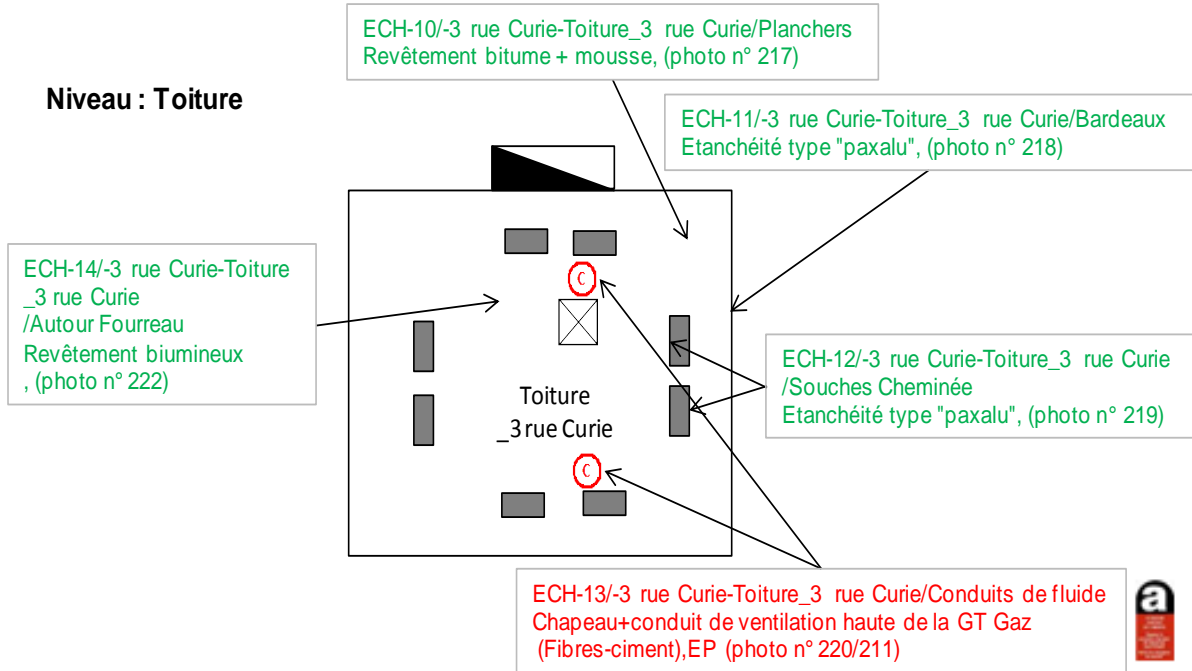 ECH-10/-3 rue Curie-Toiture_3 rue Curie/Planchers
Revêtement bitume + mousse, (photo n° 217)
Niveau : Toiture
ECH-11/-3 rue Curie-Toiture_3 rue Curie/Bardeaux
Etanchéité type "paxalu", (photo n° 218)
ECH-14/-3 rue Curie-Toiture
_3 rue Curie
/Autour Fourreau
Revêtement biumineux
, (photo n° 222)
C
ECH-12/-3 rue Curie-Toiture_3 rue Curie
/Souches Cheminée
Etanchéité type "paxalu", (photo n° 219)
Toiture
_3 rue Curie
C
ECH-13/-3 rue Curie-Toiture_3 rue Curie/Conduits de fluide
Chapeau+conduit de ventilation haute de la GT Gaz
(Fibres-ciment),EP (photo n° 220/211)
a